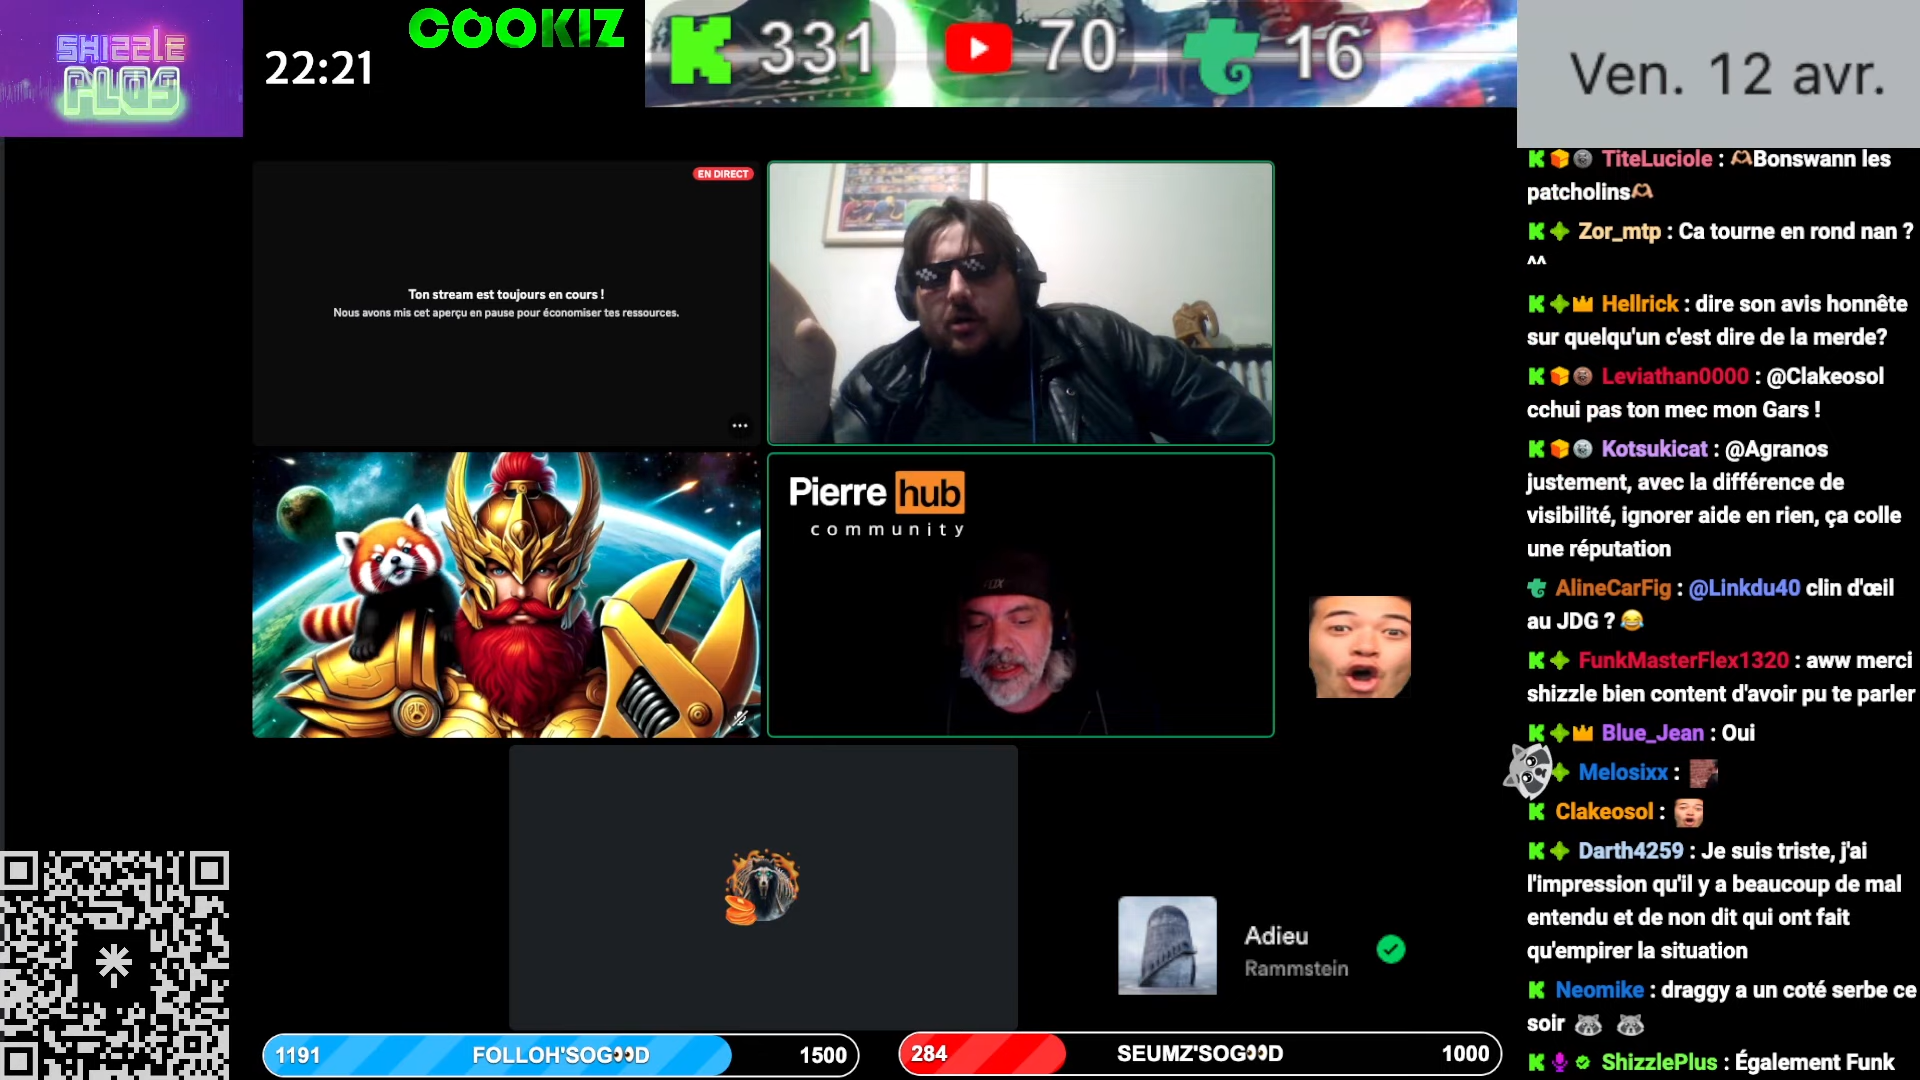 SHIZZLE
PLUS
22:21
COOKIZ
331
70
16
Ven. 12 avr.
EN DIRECT
Ton stream est toujours en cours !
Nous avons mis cet aperçu en pause pour économiser tes ressources.
Pierre hub
community
Adieu
Rammstein
1191 FOLLOH'SOG👀D 1500
284 SEUMZ'SOG👀D 1000
TiteLuciole : 🫶Bonswann les
patcholins🫶
Zor_mtp : Ca tourne en rond nan ?
^^
Hellrick : dire son avis honnête
sur quelqu'un c'est dire de la merde?
Leviathan0000 : @Clakeosol
cchui pas ton mec mon Gars !
Kotsukicat : @Agranos
justement, avec la différence de
visibilité, ignorer aide en rien, ça colle
une réputation
AlineCarFig : @Linkdu40 clin d'œil
au JDG ? 😂
FunkMasterFlex1320 : aww merci
shizzle bien content d'avoir pu te parler
Blue_Jean : Oui
Melosixx :
Clakeosol :
Darth4259 : Je suis triste, j'ai
l'impression qu'il y a beaucoup de mal
entendu et de non dit qui ont fait
qu'empirer la situation
Neomike : draggy a un coté serbe ce
soir 🦝 🦝
ShizzlePlus : Également Funk